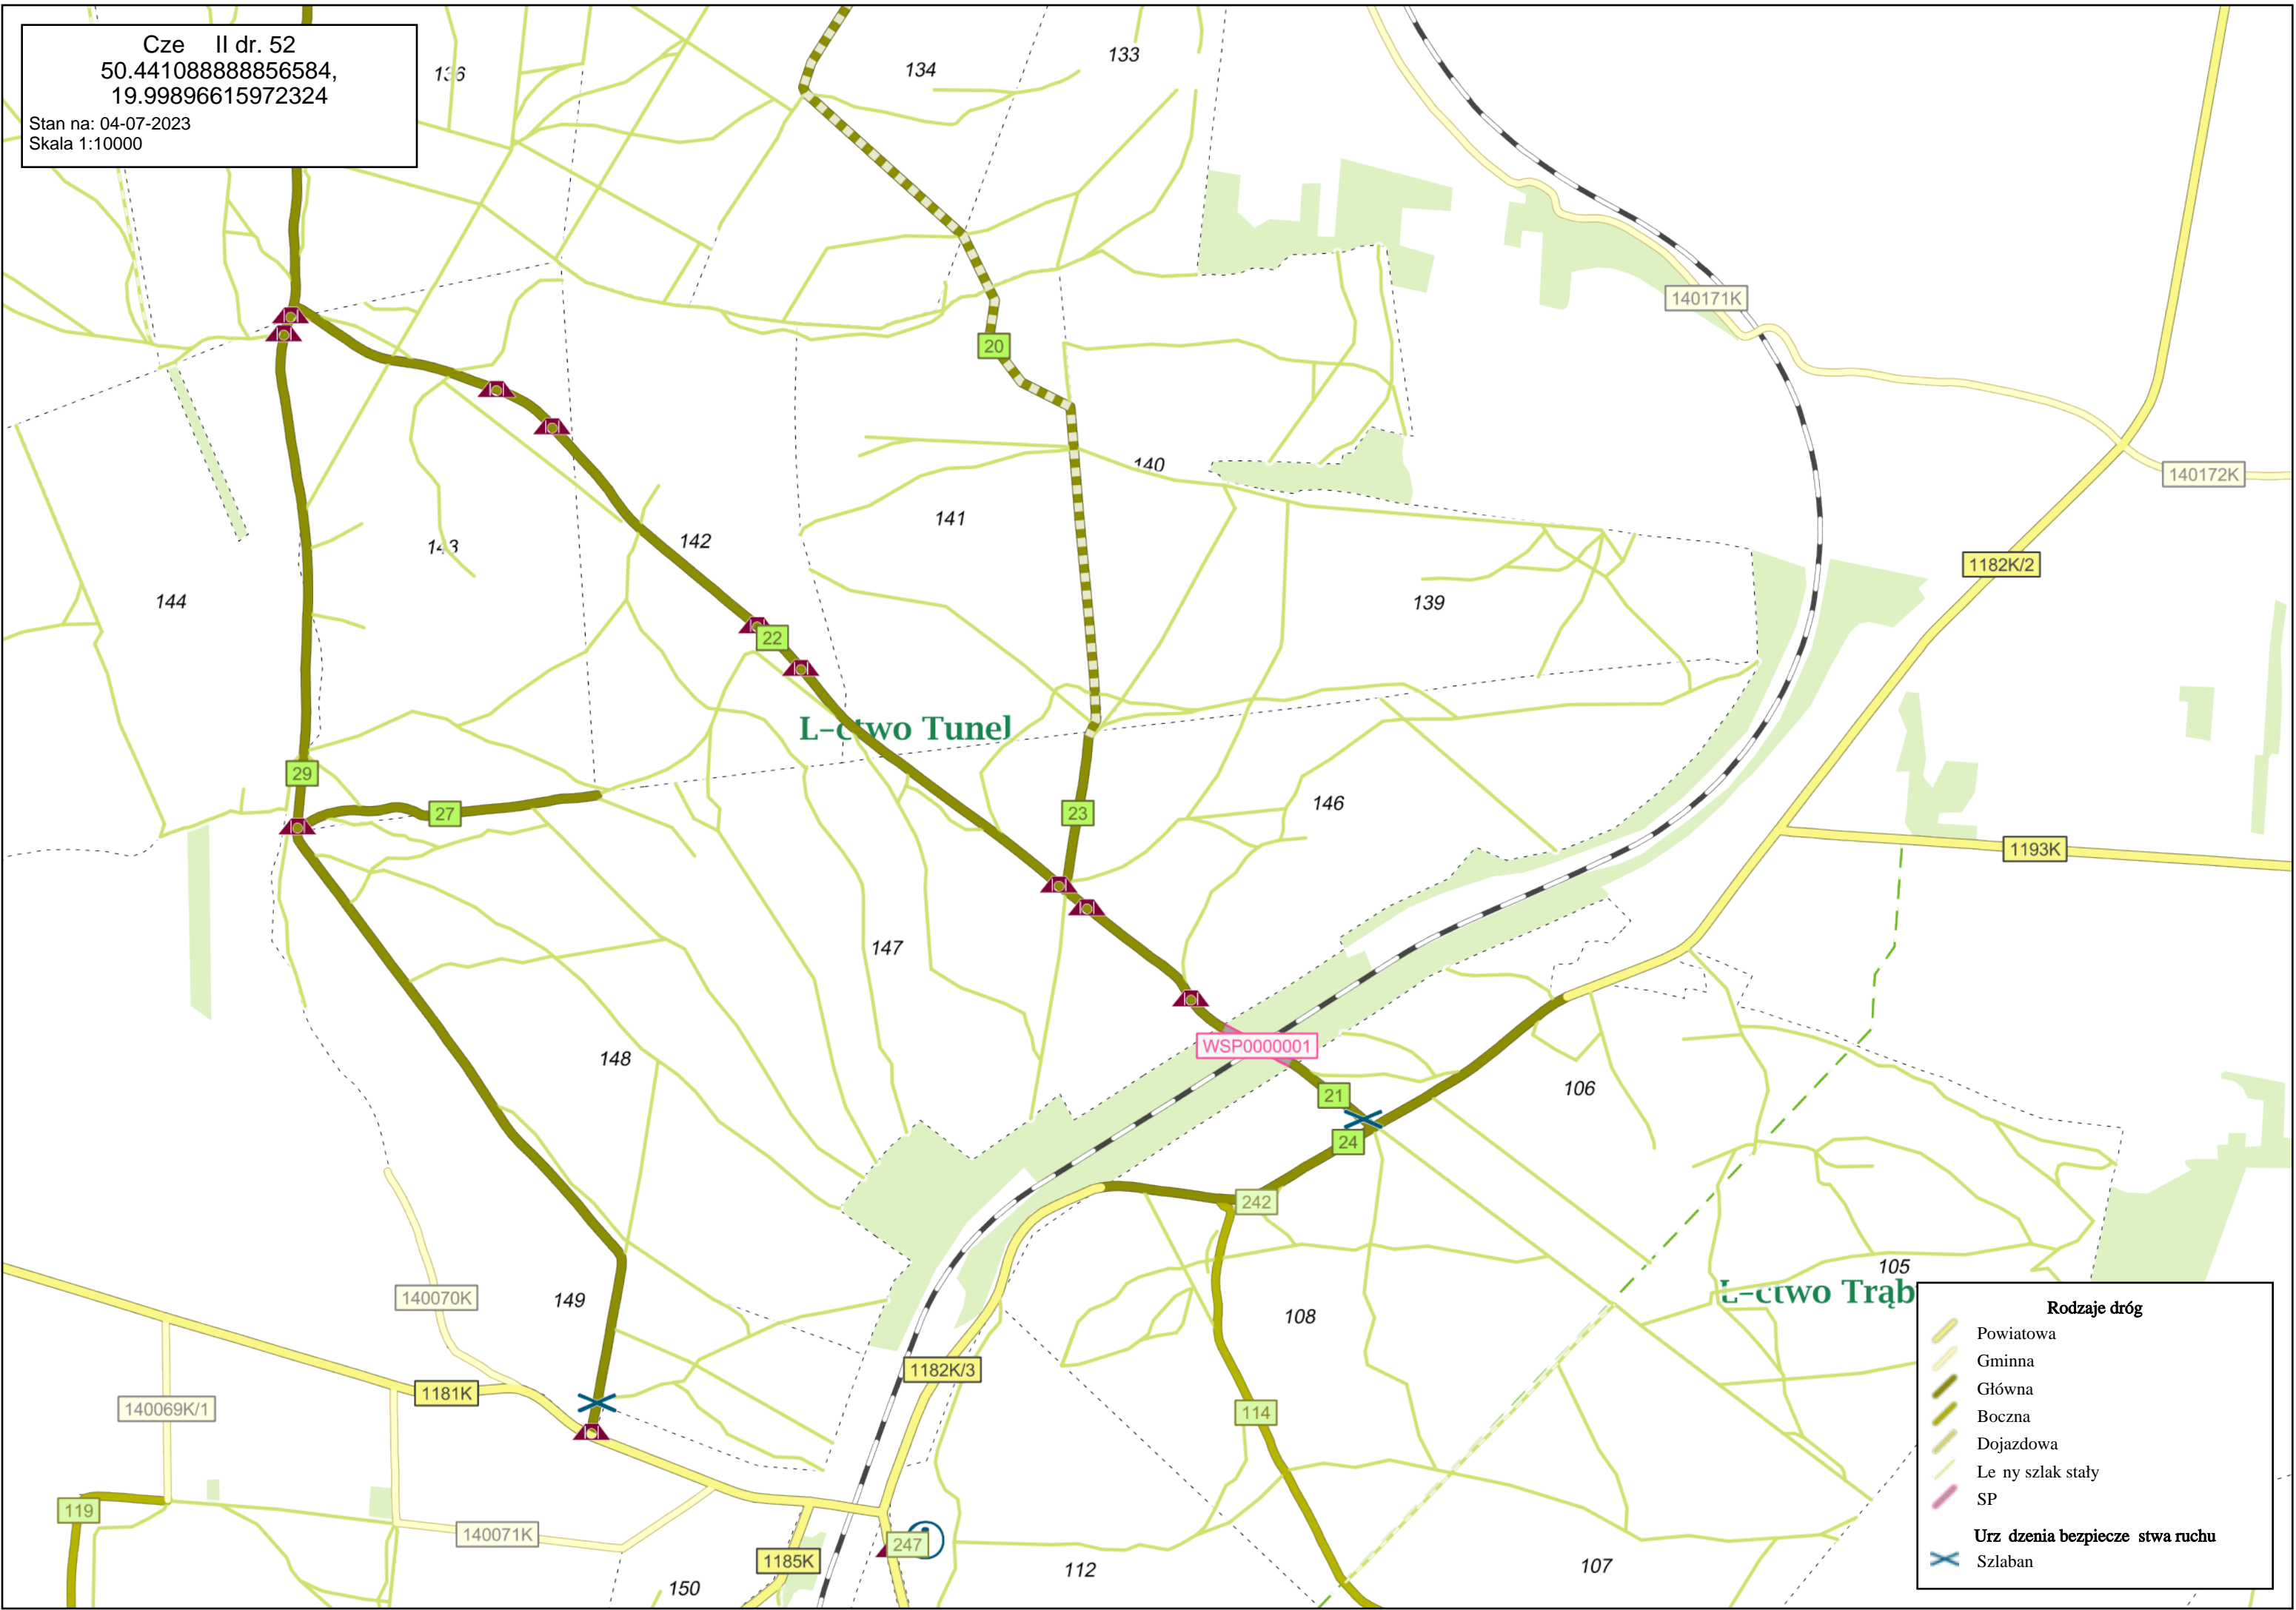 Cze II dr. 52
50.441088888856584,
19.99896615972324
Stan na: 04-07-2023
Skala 1:10000
136
134
133
140171K
20
140172K
140
141
143
142
1182K/2
144
139
22
L-ctwo Tunel
29
27
23
146
1193K
147
WSP0000001
148
21
106
24
242
105
L-ctwo Trąb
140070K
149
108
1182K/3
1181K
140069K/1
114
119
140071K
247
1185K
150
112
107
Rodzaje dróg
Powiatowa
Gminna
Główna
Boczna
Dojazdowa
Le ny szlak stały
SP
Urz dzenia bezpiecze stwa ruchu
Szlaban